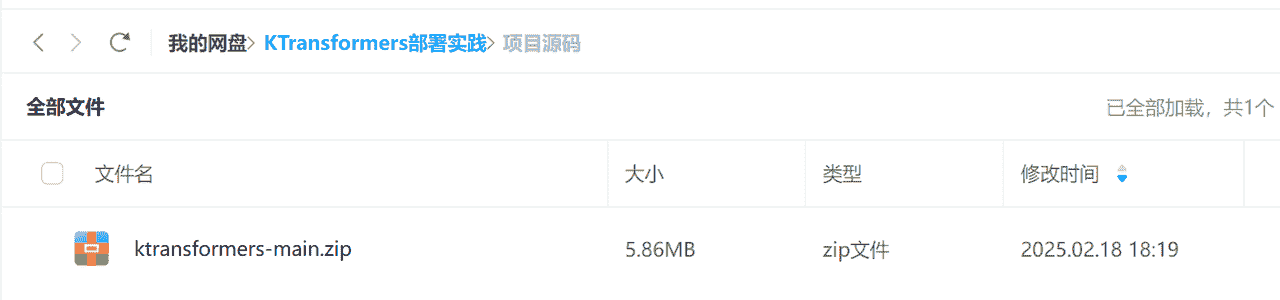 我的网盘> KTransformers部署实践> 项目源码
全部文件 已全部加载，共1个
文件名 大小 类型 修改时间
ktransformers-main.zip 5.86MB zip文件 2025.02.18 18:19